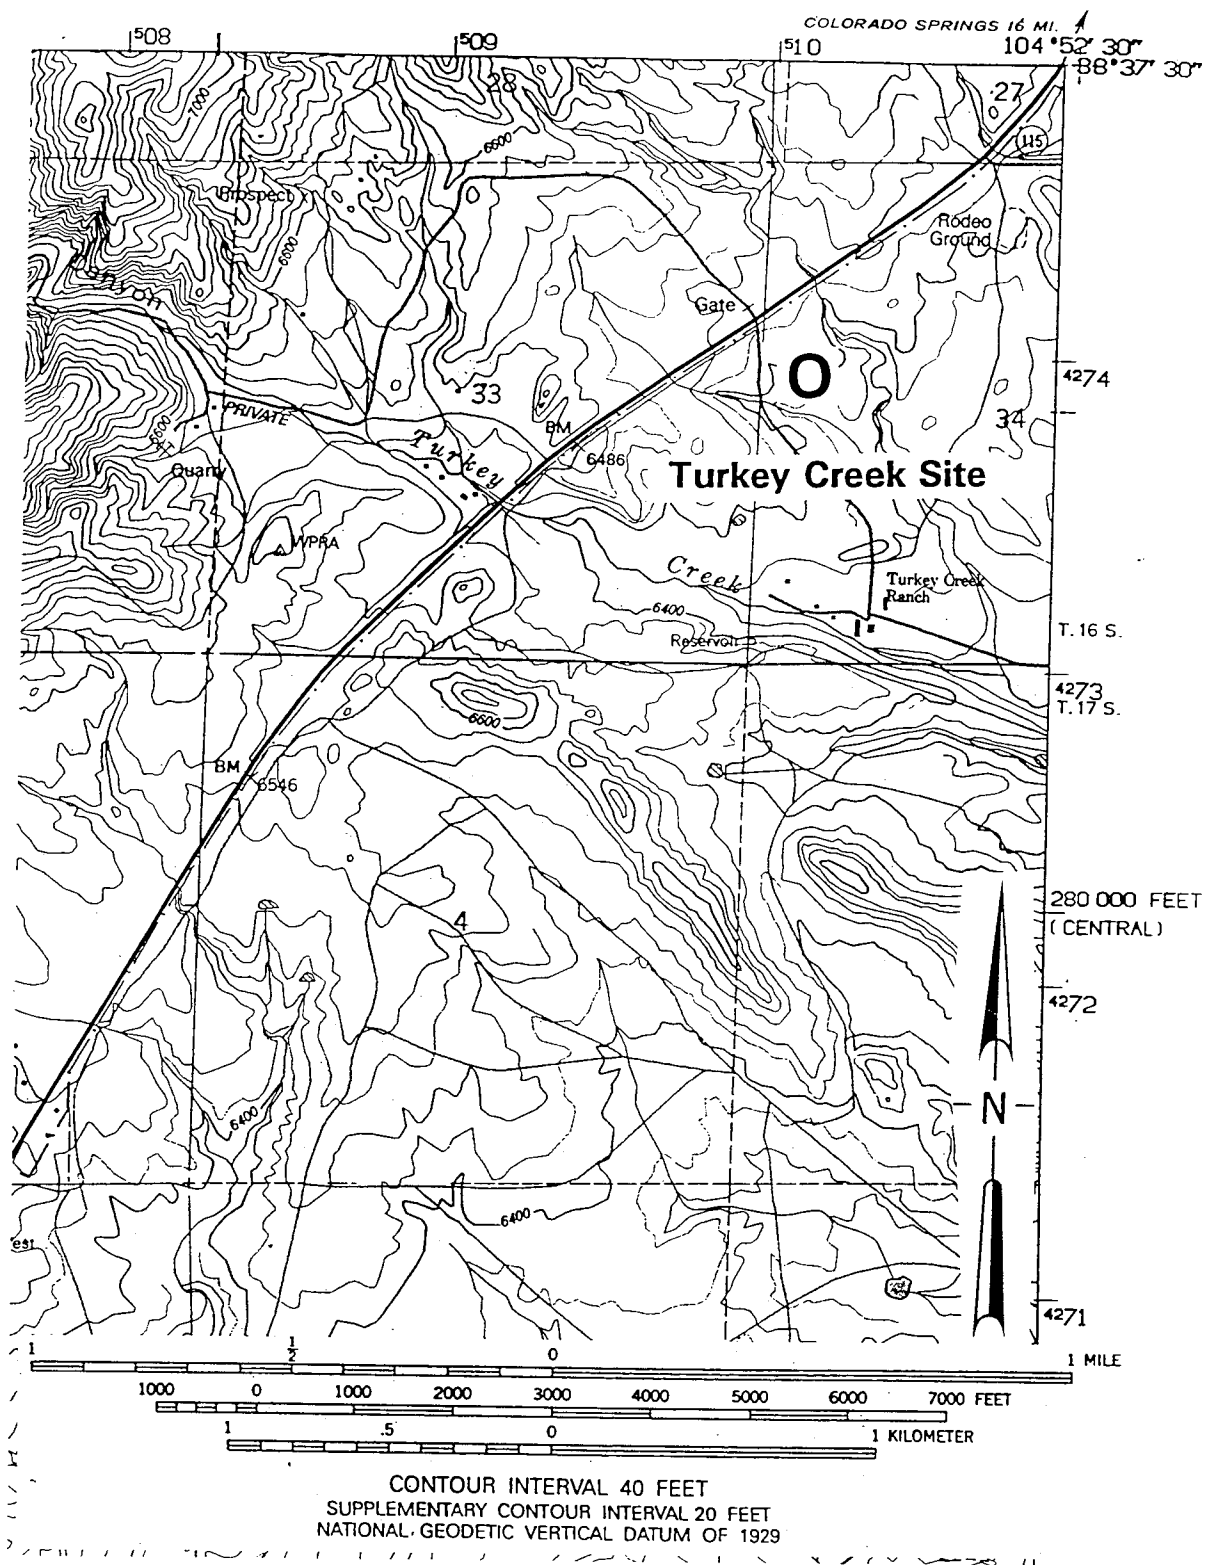 COLORADO SPRINGS 16 MI.
508
509
510
104°52'30"
38°37'30"
28
27
7000
6600
115
Prospect
6600
Rodeo
Ground
Canyon
Gate
O
4274
33
PRIVATE
34
6600
BM
6486
Turkey
Turkey Creek Site
Quarry
WPRA
Creek
Turkey Creek
Ranch
6400
Reservoir
T. 16 S.
4273
T. 17 S.
6600
BM
6546
280 000 FEET
(CENTRAL)
4
4272
6400
N
6400
est
4271
1 1/2 0 1 MILE
1000 0 1000 2000 3000 4000 5000 6000 7000 FEET
1 .5 0 1 KILOMETER
CONTOUR INTERVAL 40 FEET
SUPPLEMENTARY CONTOUR INTERVAL 20 FEET
NATIONAL GEODETIC VERTICAL DATUM OF 1929